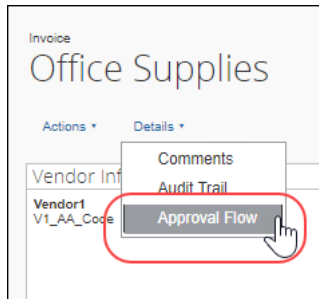 Invoice
Office Supplies
Actions
Details
Comments
Vendor Inf
Audit Trail
Vendor1
Approval Flow
V1_AA_Code